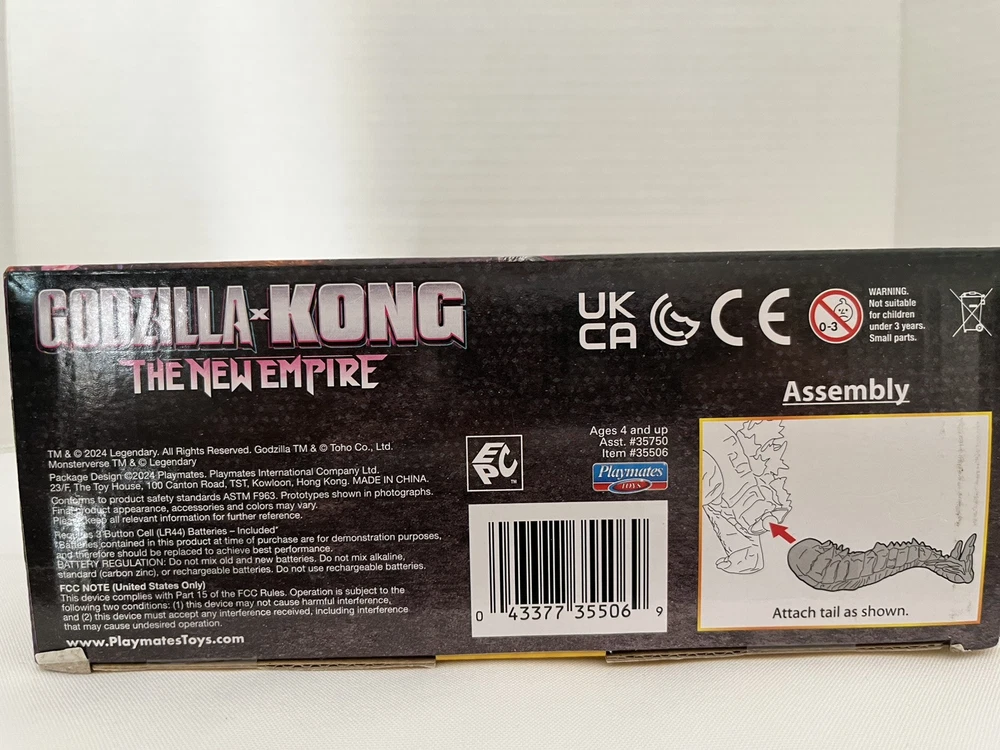 GODZILLA x KONG
THE NEW EMPIRE
TM & © 2024 Legendary. All Rights Reserved. Godzilla TM & © Toho Co., Ltd.
Monsterverse TM & © Legendary
Package Design ©2024 Playmates. Playmates International Company Ltd.
23/F, The Toy House, 100 Canton Road, TST, Kowloon, Hong Kong. MADE IN CHINA.
Conforms to product safety standards ASTM F963. Prototypes shown in photographs.
Final product appearance, accessories and colors may vary.
Please keep all relevant information for further reference.
Requires 3 Button Cell (LR44) Batteries – Included*
*Batteries contained in this product at time of purchase are for demonstration purposes,
and therefore should be replaced to achieve best performance.
BATTERY REGULATION: Do not mix old and new batteries. Do not mix alkaline,
standard (carbon zinc), or rechargeable batteries. Do not use rechargeable batteries.
FCC NOTE (United States Only)
This device complies with Part 15 of the FCC Rules. Operation is subject to the
following two conditions: (1) this device may not cause harmful interference,
and (2) this device must accept any interference received, including interference
that may cause undesired operation.
www.PlaymatesToys.com
EPC TM
Ages 4 and up
Asst. #35750
Item #35506
Playmates
TOYS
0 43377 35506 9
UK
CA
CE
0-3
WARNING.
Not suitable
for children
under 3 years.
Small parts.
Assembly
Attach tail as shown.